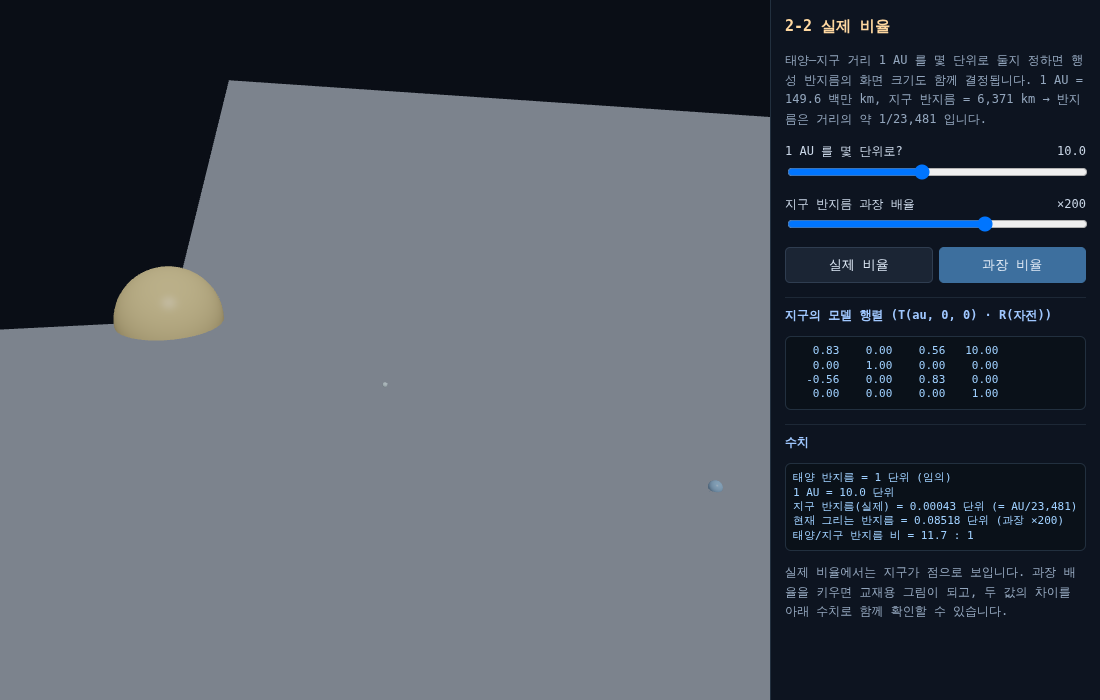 2-2 실제 비율
태양—지구 거리 1 AU 를 몇 단위로 둘지 정하면 행
성 반지름의 화면 크기도 함께 결정됩니다. 1 AU =
149.6 백만 km, 지구 반지름 = 6,371 km → 반지
름은 거리의 약 1/23,481 입니다.
1 AU 를 몇 단위로? 10.0
지구 반지름 과장 배율 ×200
실제 비율 과장 비율
지구의 모델 행렬 (T(au, 0, 0) · R(자전))
0.83 0.00 0.56 10.00
0.00 1.00 0.00 0.00
-0.56 0.00 0.83 0.00
0.00 0.00 0.00 1.00
수치
태양 반지름 = 1 단위 (임의)
1 AU = 10.0 단위
지구 반지름(실제) = 0.00043 단위 (= AU/23,481)
현재 그리는 반지름 = 0.08518 단위 (과장 ×200)
태양/지구 반지름 비 = 11.7 : 1
실제 비율에서는 지구가 점으로 보입니다. 과장 배
율을 키우면 교재용 그림이 되고, 두 값의 차이를
아래 수치로 함께 확인할 수 있습니다.